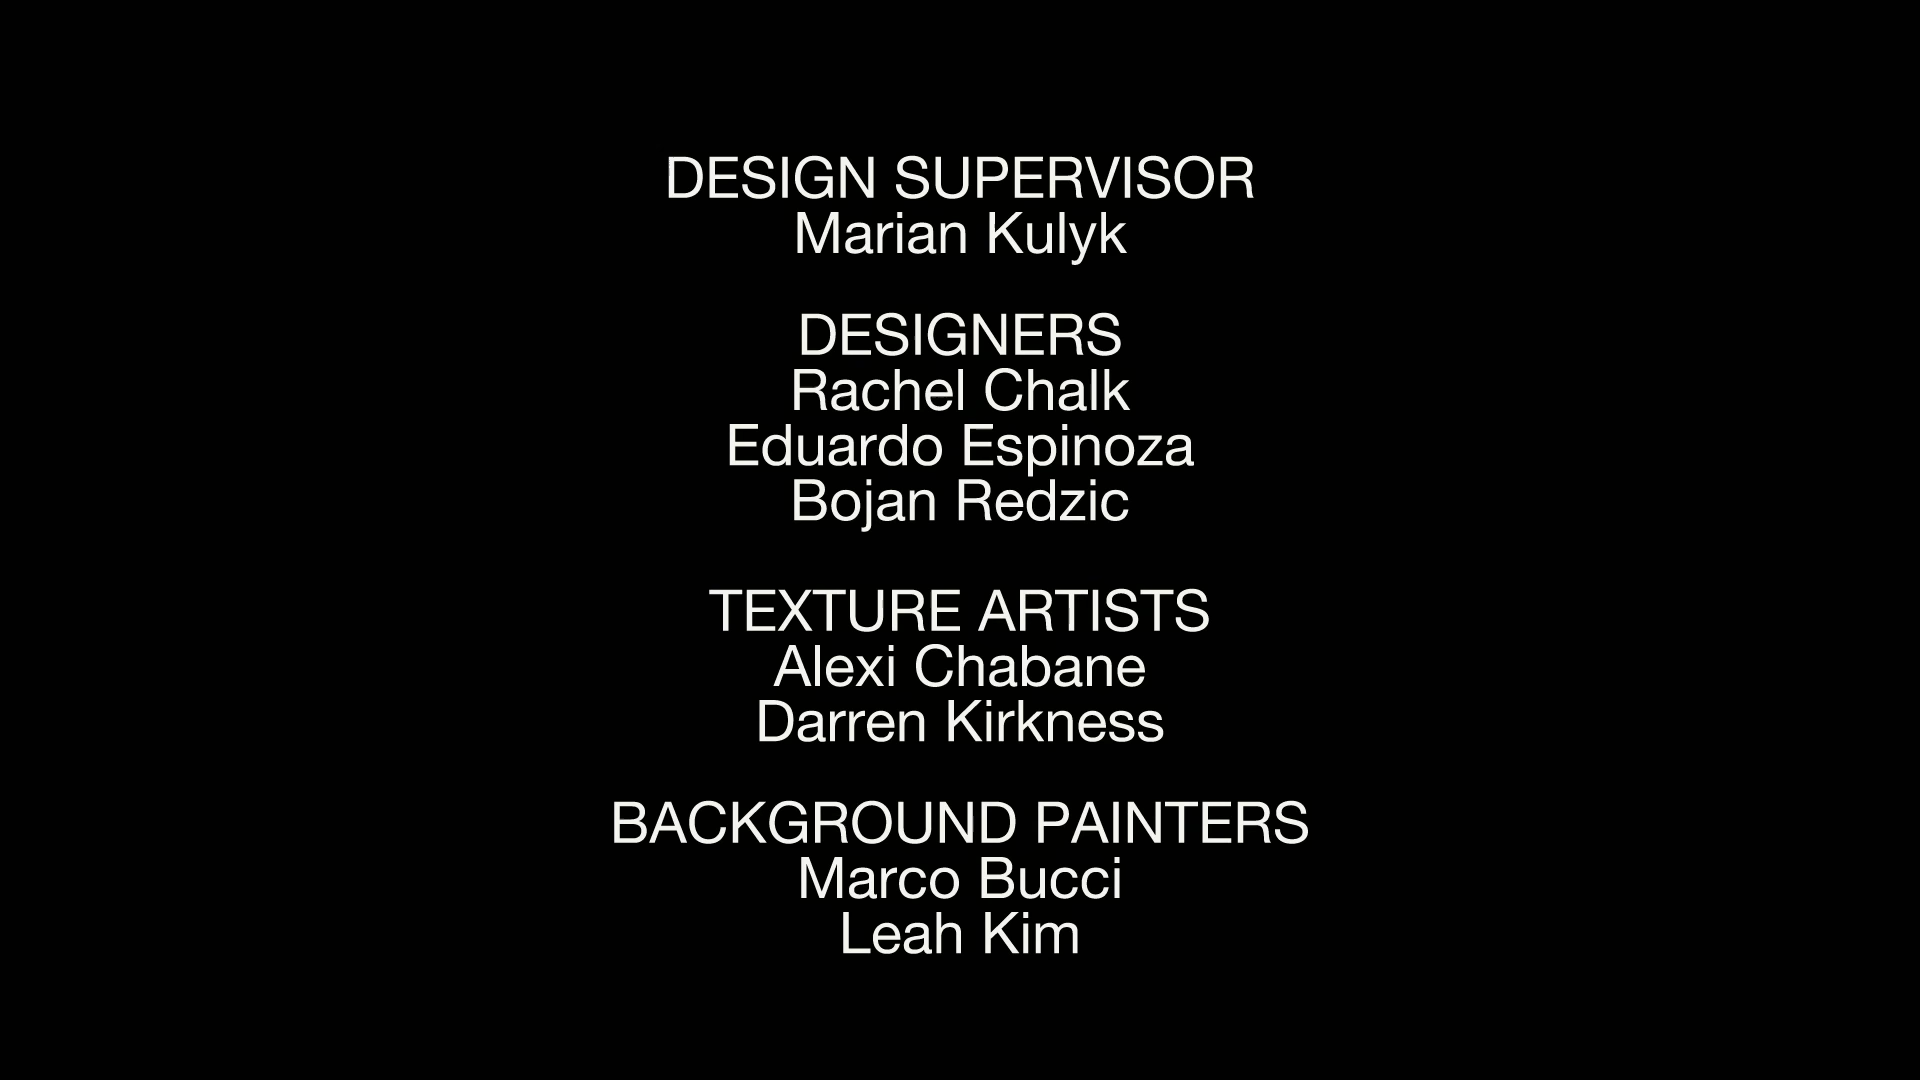 DESIGN SUPERVISOR
Marian Kulyk
DESIGNERS
Rachel Chalk
Eduardo Espinoza
Bojan Redzic
TEXTURE ARTISTS
Alexi Chabane
Darren Kirkness
BACKGROUND PAINTERS
Marco Bucci
Leah Kim